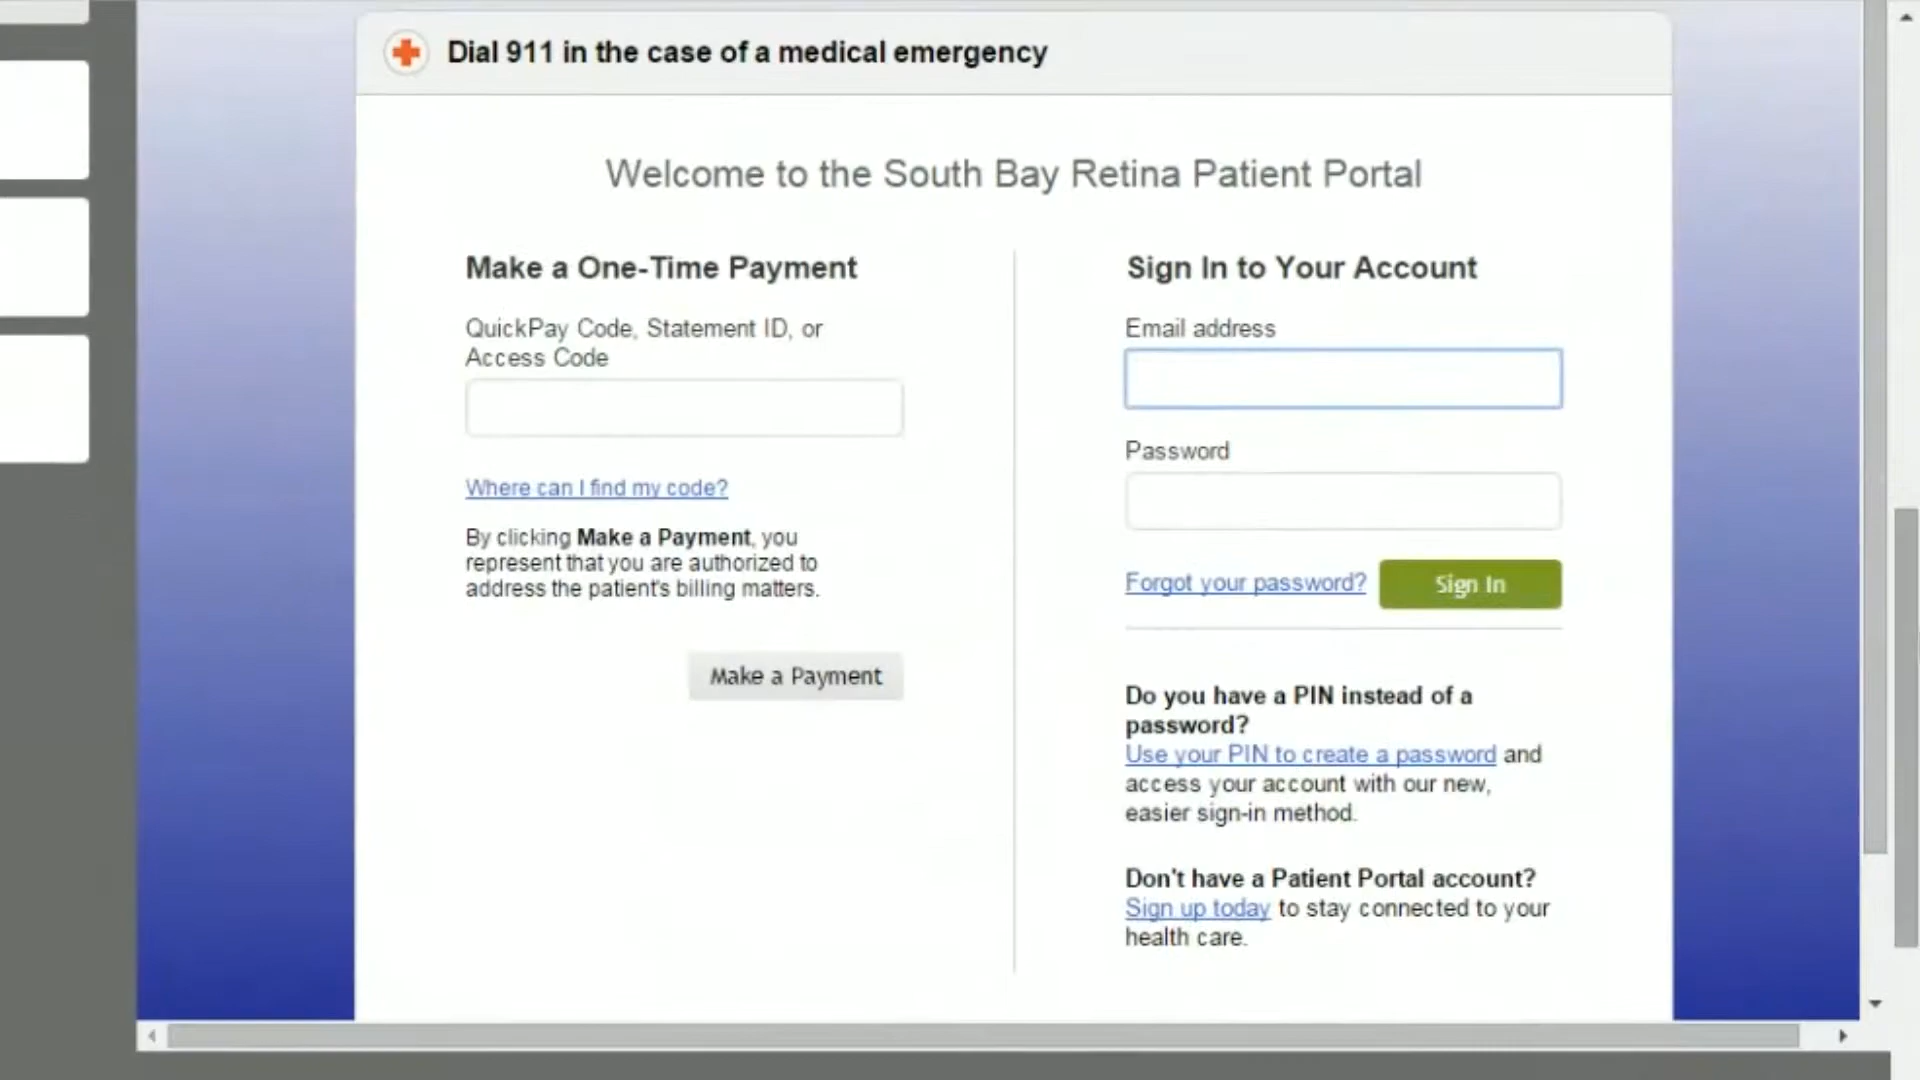 Dial 911 in the case of a medical emergency
Welcome to the South Bay Retina Patient Portal
Make a One-Time Payment
QuickPay Code, Statement ID, or
Access Code
Where can I find my code?
By clicking Make a Payment, you
represent that you are authorized to
address the patient's billing matters.
Make a Payment
Sign In to Your Account
Email address
Password
Forgot your password?
Sign In
Do you have a PIN instead of a
password?
Use your PIN to create a password and
access your account with our new,
easier sign-in method.
Don't have a Patient Portal account?
Sign up today to stay connected to your
health care.